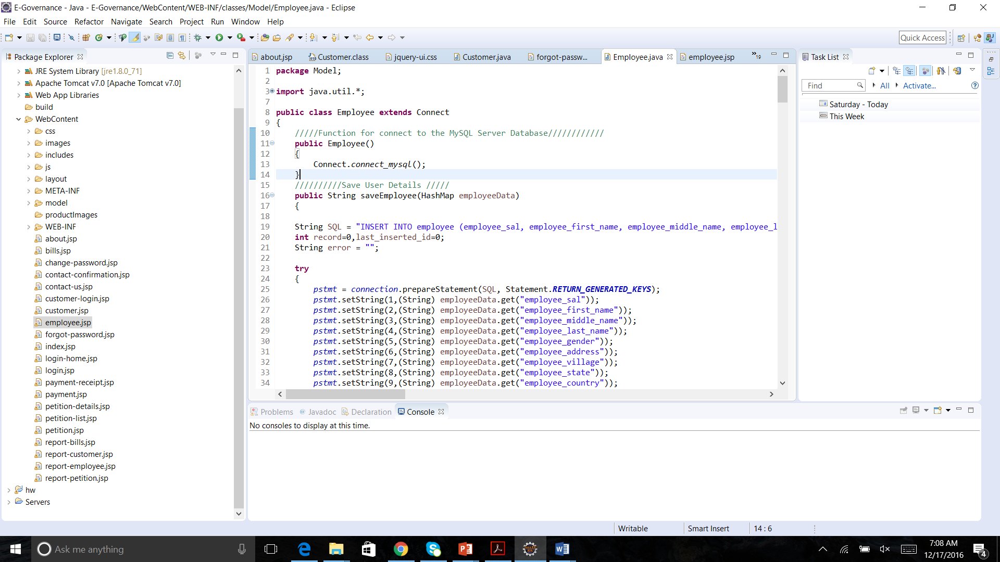 E-Governance - Java - E-Governance/WebContent/WEB-INF/classes/Model/Employee.java - Eclipse
File Edit Source Refactor Navigate Search Project Run Window Help
Quick Access
Package Explorer
JRE System Library [jre1.8.0_71]
Apache Tomcat v7.0 [Apache Tomcat v7.0]
Web App Libraries
build
WebContent
css
images
includes
js
layout
META-INF
model
productImages
WEB-INF
about.jsp
bills.jsp
change-password.jsp
contact-confirmation.jsp
contact-us.jsp
customer-login.jsp
customer.jsp
employee.jsp
forgot-password.jsp
index.jsp
login-home.jsp
login.jsp
payment-receipt.jsp
payment.jsp
petition-details.jsp
petition-list.jsp
petition.jsp
report-bills.jsp
report-customer.jsp
report-employee.jsp
report-petition.jsp
hw
Servers
about.jsp Customer.class jquery-ui.css Customer.java forgot-passw... Employee.java employee.jsp »19
1 package Model;
2
3 import java.util.*;
7
8 public class Employee extends Connect
9 {
10 /////Function for connect to the MySQL Server Database////////////
11 public Employee()
12 {
13 Connect.connect_mysql();
14 }
15 //////////Save User Details /////
16 public String saveEmployee(HashMap employeeData)
17 {
18
19 String SQL = "INSERT INTO employee (employee_sal, employee_first_name, employee_middle_name, employee_l
20 int record=0,last_inserted_id=0;
21 String error = "";
22
23 try
24 {
25 pstmt = connection.prepareStatement(SQL, Statement.RETURN_GENERATED_KEYS);
26 pstmt.setString(1,(String) employeeData.get("employee_sal"));
27 pstmt.setString(2,(String) employeeData.get("employee_first_name"));
28 pstmt.setString(3,(String) employeeData.get("employee_middle_name"));
29 pstmt.setString(4,(String) employeeData.get("employee_last_name"));
30 pstmt.setString(5,(String) employeeData.get("employee_gender"));
31 pstmt.setString(6,(String) employeeData.get("employee_address"));
32 pstmt.setString(7,(String) employeeData.get("employee_village"));
33 pstmt.setString(8,(String) employeeData.get("employee_state"));
34 pstmt.setString(9,(String) employeeData.get("employee_country"));
Task List
Find All Activate...
Saturday - Today
This Week
Problems Javadoc Declaration Console
No consoles to display at this time.
Writable Smart Insert 14 : 6
Ask me anything
7:08 AM
12/17/2016
4